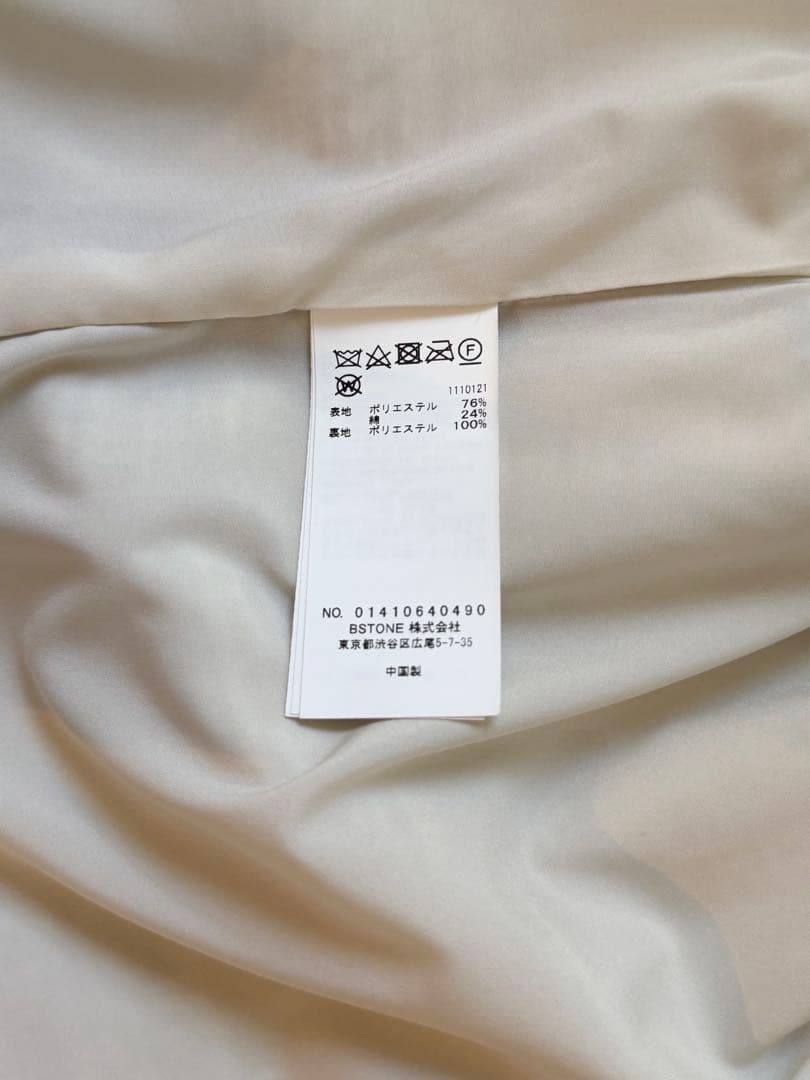 F
W
1110121
表地 ポリエステル 76%
綿 24%
裏地 ポリエステル 100%
NO. 01410640490
BSTONE 株式会社
東京都渋谷区広尾5-7-35
中国製